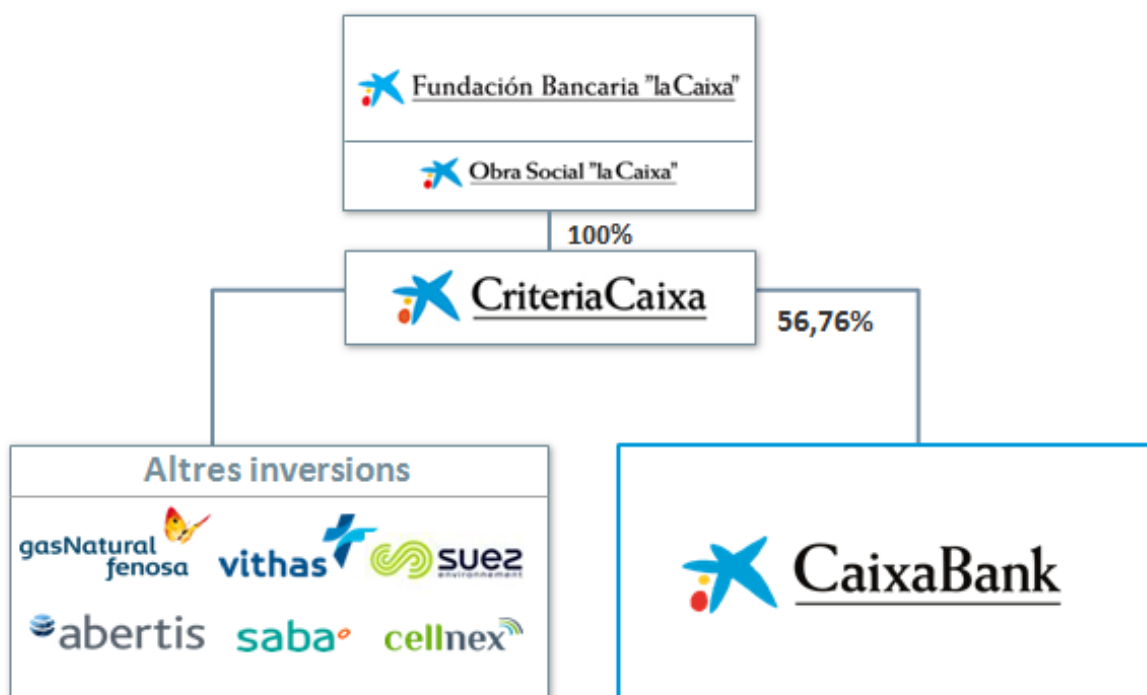 Fundación Bancaria "la Caixa"
Obra Social "la Caixa"
100%
CriteriaCaixa
56,76%
Altres inversions
gasNatural
fenosa
vithas
suez
environnement
abertis
saba
cellnex
CaixaBank